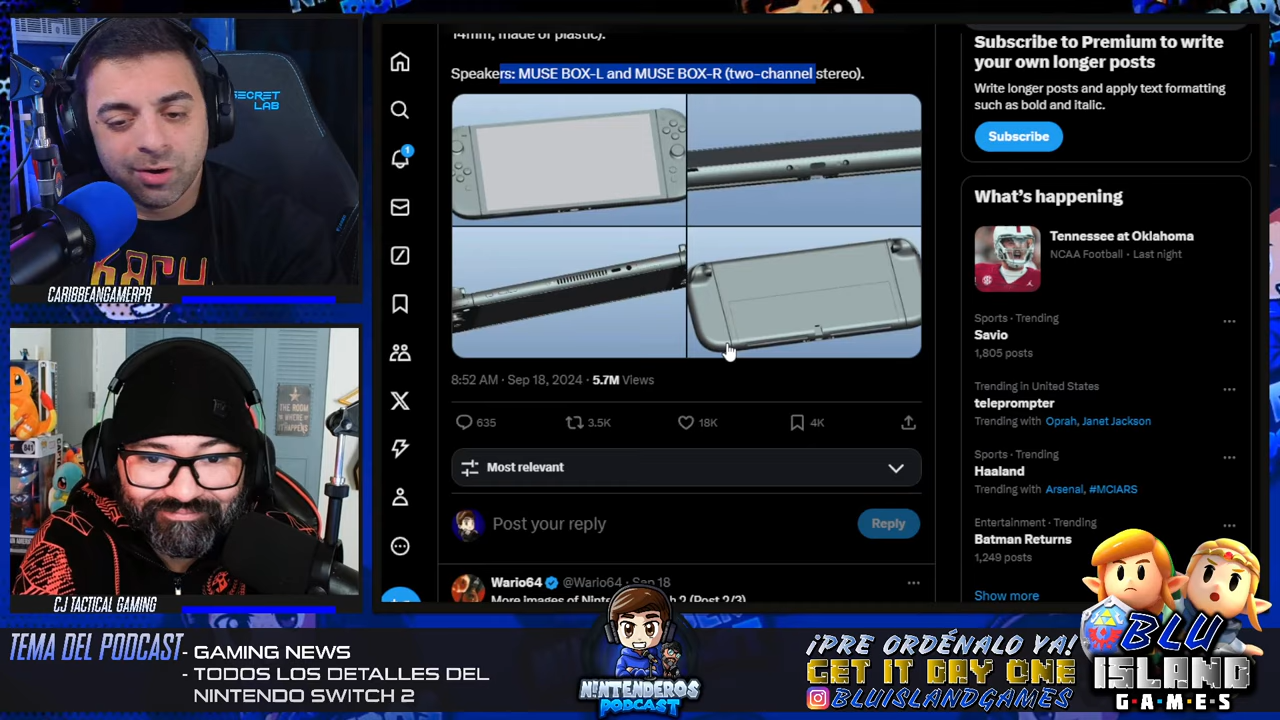 SECRET
LAB
CARIBBEANGAMERPR
THE ROOM
IS WHERE
IT HAPPENS
CJ TACTICAL GAMING
14mm, made of plastic).
Speakers: MUSE BOX-L and MUSE BOX-R (two-channel stereo).
8:52 AM · Sep 18, 2024 · 5.7M Views
635
3.5K
18K
4K
Most relevant
Post your reply
Reply
Wario64 @Wario64 · Sep 18
1
Subscribe to Premium to write
your own longer posts
Write longer posts and apply text formatting
such as bold and italic.
Subscribe
What's happening
Tennessee at Oklahoma
NCAA Football · Last night
Sports · Trending
Savio
1,805 posts
Trending in United States
teleprompter
Trending with Oprah, Janet Jackson
Sports · Trending
Haaland
Trending with Arsenal, #MCIARS
Entertainment · Trending
Batman Returns
1,249 posts
Show more
TEMA DEL PODCAST
- GAMING NEWS
- TODOS LOS DETALLES DEL
NINTENDO SWITCH 2
NINTENDEROS
PODCAST
¡PRE ORDÉNALO YA!
GET IT DAY ONE
BLUISLANDGAMES
BLU
ISLAND
G·A·M·E·S